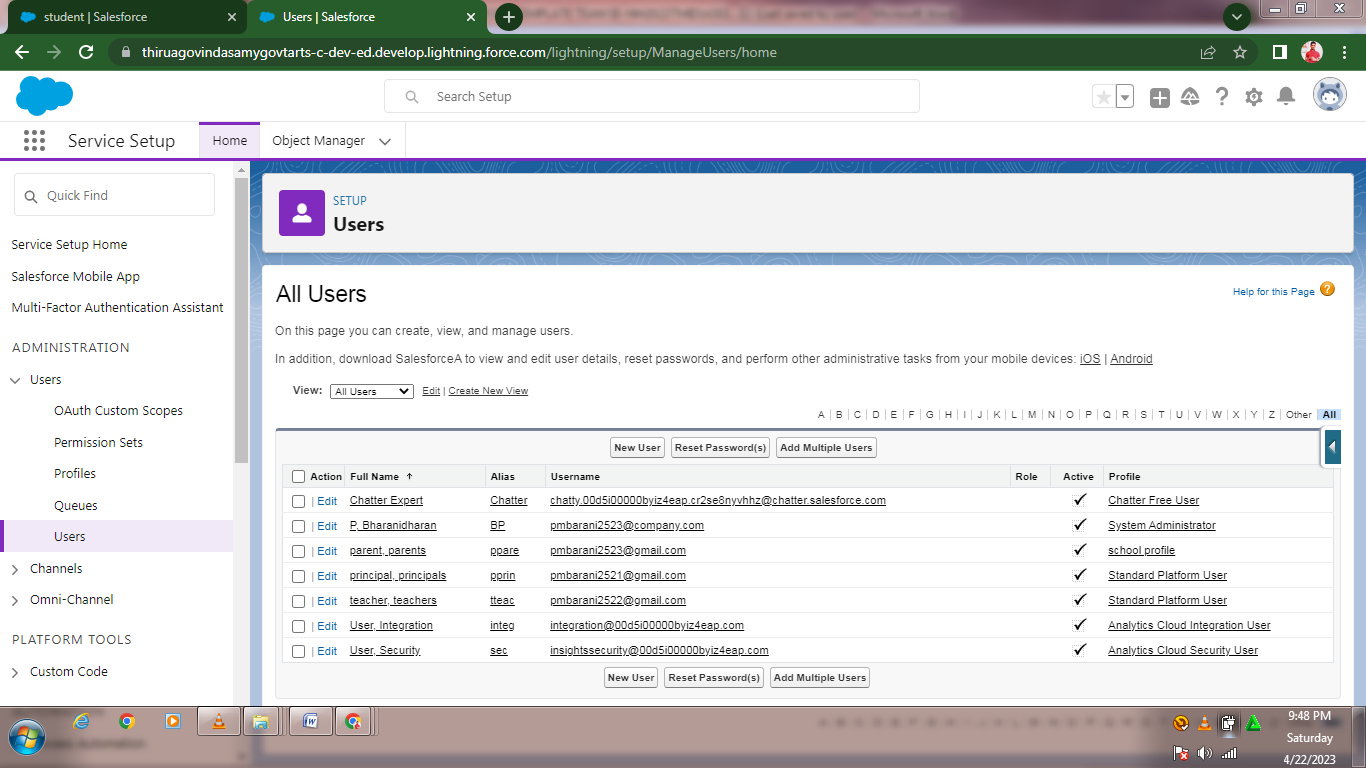 student | Salesforce
Users | Salesforce
thiruagovindasamygovtarts-c-dev-ed.develop.lightning.force.com/lightning/setup/ManageUsers/home
Search Setup
Service Setup Home Object Manager
Quick Find
Service Setup Home
Salesforce Mobile App
Multi-Factor Authentication Assistant
ADMINISTRATION
Users
OAuth Custom Scopes
Permission Sets
Profiles
Queues
Users
Channels
Omni-Channel
PLATFORM TOOLS
Custom Code
SETUP
Users
All Users
Help for this Page ?
On this page you can create, view, and manage users.
In addition, download SalesforceA to view and edit user details, reset passwords, and perform other administrative tasks from your mobile devices: iOS | Android
View: All Users Edit | Create New View
A | B | C | D | E | F | G | H | I | J | K | L | M | N | O | P | Q | R | S | T | U | V | W | X | Y | Z | Other All
New User Reset Password(s) Add Multiple Users
Action Full Name ↑ Alias Username Role Active Profile
| Edit Chatter Expert Chatter chatty.00d5i00000byiz4eap.cr2se8nyvhhz@chatter.salesforce.com ✓ Chatter Free User
| Edit P, Bharanidharan BP pmbarani2523@company.com ✓ System Administrator
| Edit parent, parents ppare pmbarani2523@gmail.com ✓ school profile
| Edit principal, principals pprin pmbarani2521@gmail.com ✓ Standard Platform User
| Edit teacher, teachers tteac pmbarani2522@gmail.com ✓ Standard Platform User
| Edit User, Integration integ integration@00d5i00000byiz4eap.com ✓ Analytics Cloud Integration User
| Edit User, Security sec insightssecurity@00d5i00000byiz4eap.com ✓ Analytics Cloud Security User
New User Reset Password(s) Add Multiple Users
9:48 PM
Saturday
4/22/2023